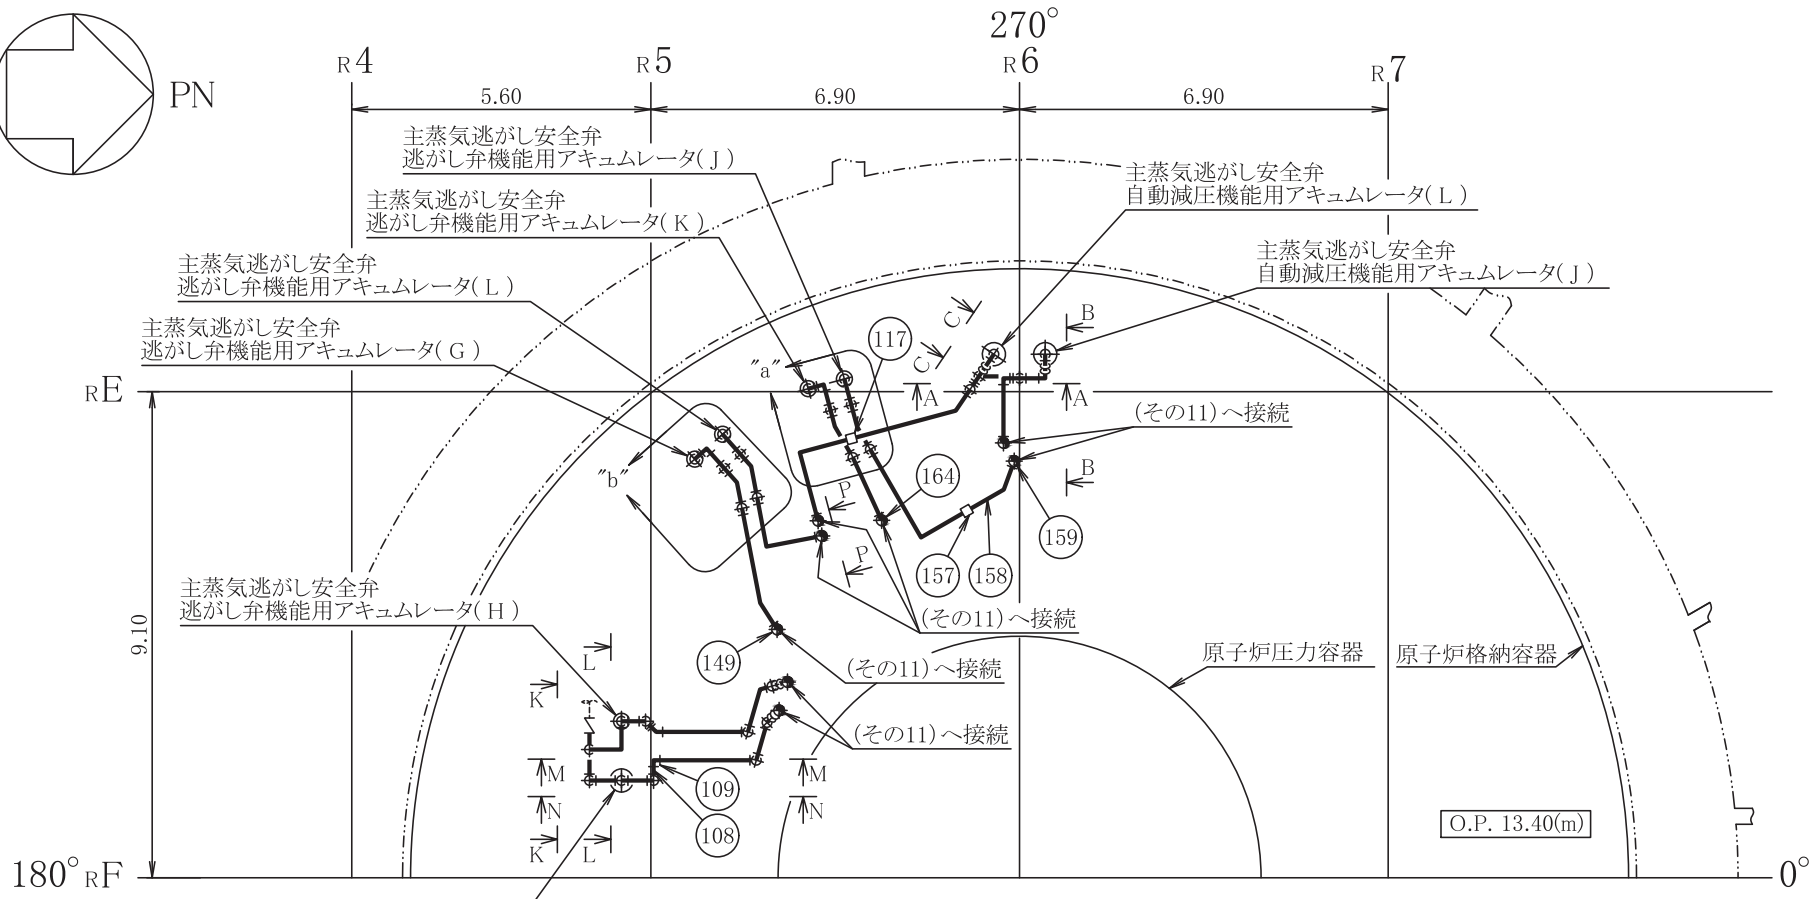 270°
R4
R5
R6
R7
PN
5.60
6.90
6.90
主蒸気逃がし安全弁
逃がし弁機能用アキュムレータ(J)
主蒸気逃がし安全弁
自動減圧機能用アキュムレータ(L)
主蒸気逃がし安全弁
逃がし弁機能用アキュムレータ(K)
主蒸気逃がし安全弁
自動減圧機能用アキュムレータ(J)
主蒸気逃がし安全弁
逃がし弁機能用アキュムレータ(L)
主蒸気逃がし安全弁
逃がし弁機能用アキュムレータ(G)
C
C
B
117
"a"
RE
A
A
(その11)へ接続
"b"
P
164
B
P
157
158
159
主蒸気逃がし安全弁
逃がし弁機能用アキュムレータ(H)
(その11)へ接続
9.10
L
149
(その11)へ接続
原子炉圧力容器
原子炉格納容器
K
(その11)へ接続
M
109
M
N
108
N
K
L
O.P. 13.40(m)
180°
RF
0°